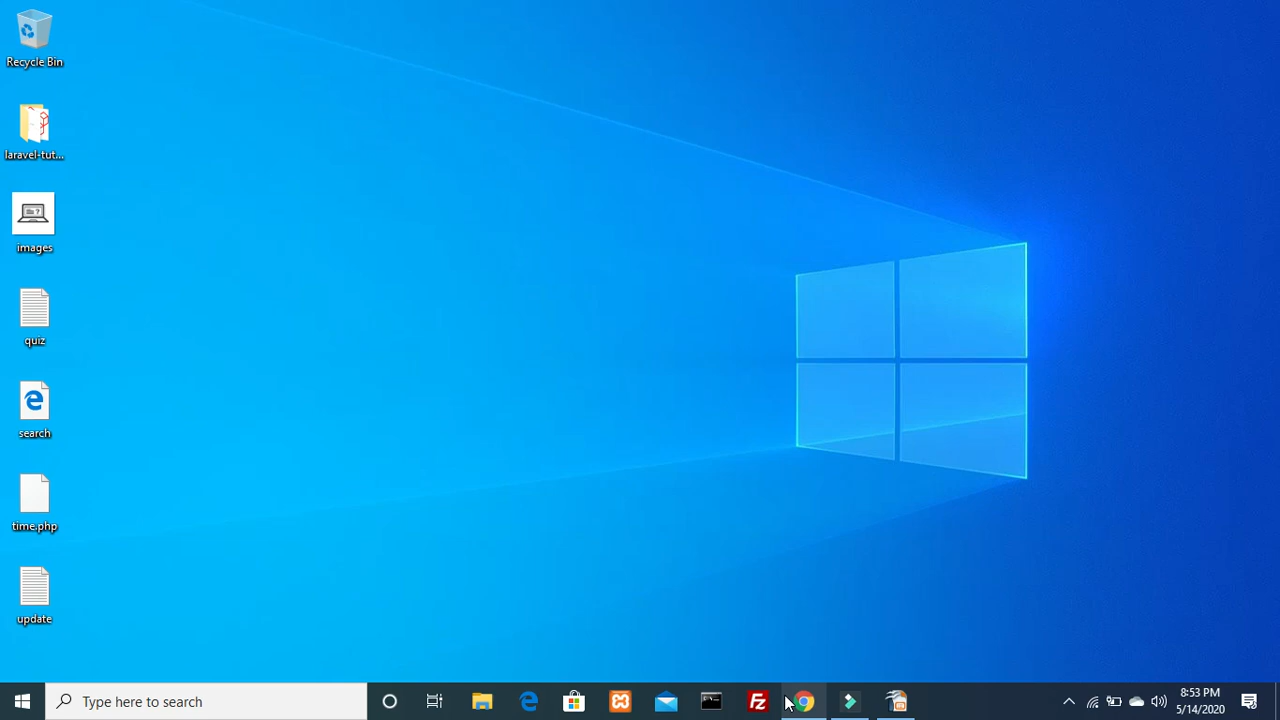 Recycle Bin
laravel-tut...
images
quiz
search
time.php
update
Type here to search
8:53 PM
5/14/2020